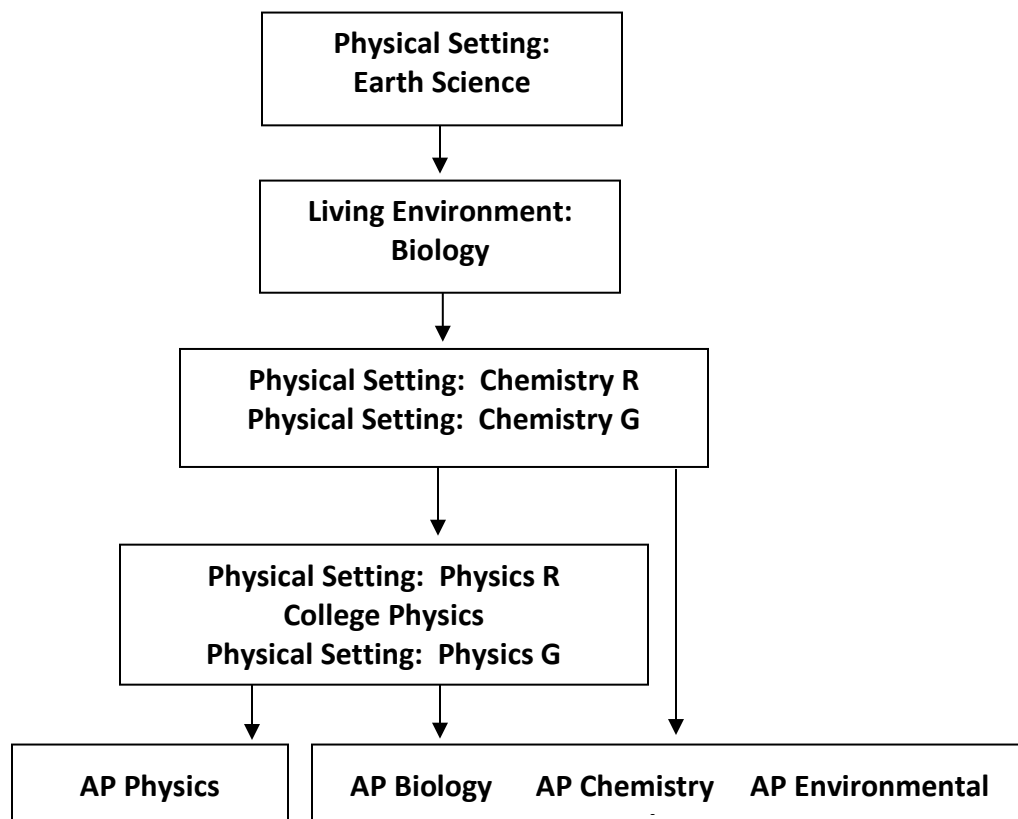 Physical Setting:
Earth Science
Living Environment:
Biology
Physical Setting:  Chemistry R
Physical Setting:  Chemistry G
Physical Setting:  Physics R
College Physics
Physical Setting:  Physics G
AP Physics
AP Biology AP Chemistry AP Environmental